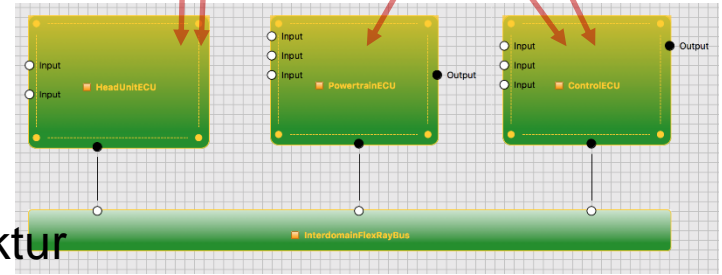 Input
Input
HeadUnitECU
Input
Input
Input
Output
PowertrainECU
Input
Input
Input
Output
ControlECU
InterdomainFlexRayBus
ktur